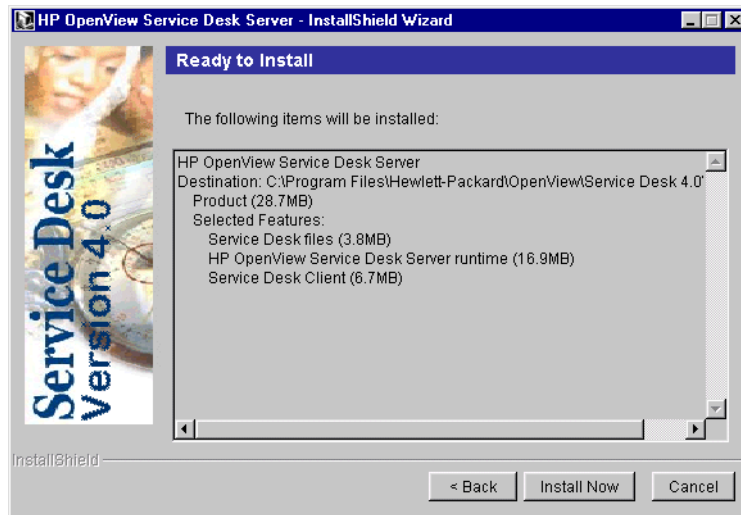 HP OpenView Service Desk Server - InstallShield Wizard
Ready to Install
Service Desk
Version 4.0
The following items will be installed:
HP OpenView Service Desk Server
Destination: C:\Program Files\Hewlett-Packard\OpenView\Service Desk 4.0
Product (28.7MB)
Selected Features:
Service Desk files (3.8MB)
HP OpenView Service Desk Server runtime (16.9MB)
Service Desk Client (6.7MB)
InstallShield
< Back
Install Now
Cancel